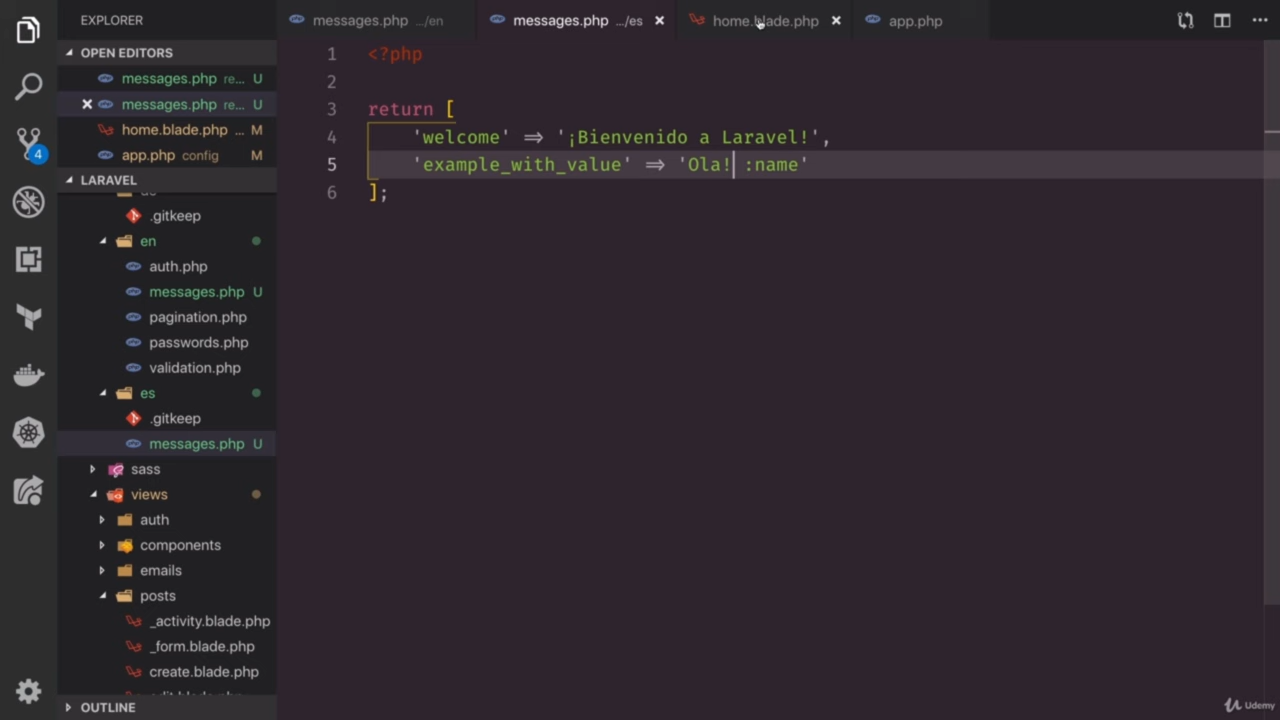 EXPLORER
OPEN EDITORS
messages.php re... U
messages.php re... U
home.blade.php ... M
app.php config M
LARAVEL
.gitkeep
en
auth.php
messages.php U
pagination.php
passwords.php
validation.php
es
.gitkeep
messages.php U
sass
views
auth
components
emails
posts
_activity.blade.php
_form.blade.php
create.blade.php
OUTLINE
4
messages.php .../en
messages.php .../es
home.blade.php
app.php
1 <?php
2
3 return [
4 'welcome' => '¡Bienvenido a Laravel!',
5 'example_with_value' => 'Ola! :name'
6 ];
Udemy